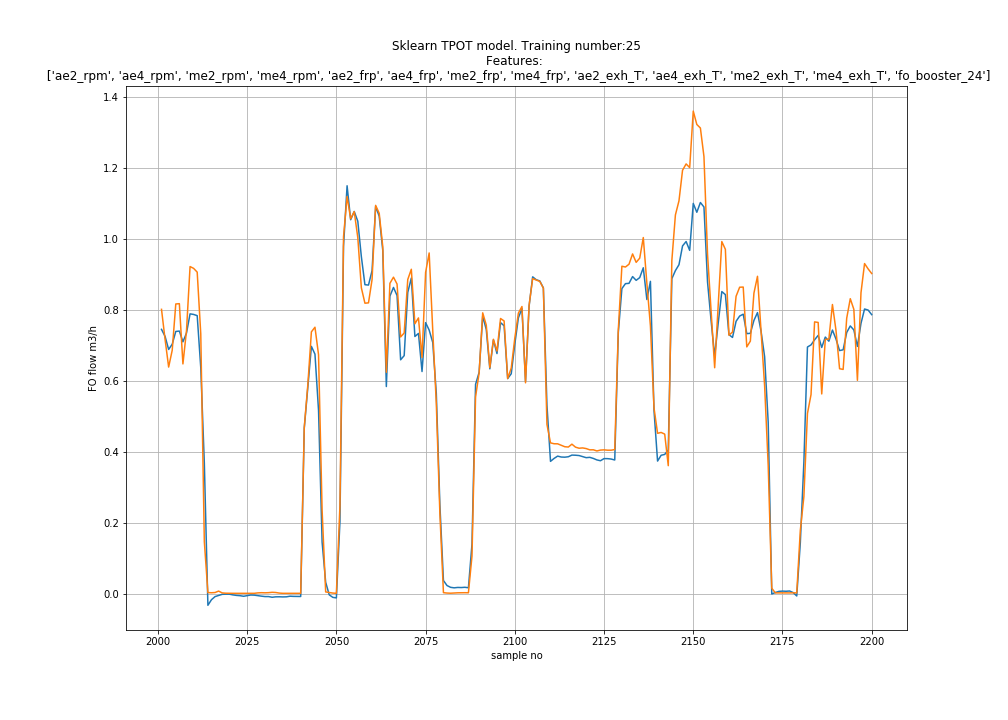 Sklearn TPOT model. Training number:25
Features:
['ae2_rpm', 'ae4_rpm', 'me2_rpm', 'me4_rpm', 'ae2_frp', 'ae4_frp', 'me2_frp', 'me4_frp', 'ae2_exh_T', 'ae4_exh_T', 'me2_exh_T', 'me4_exh_T', 'fo_booster_24']
1.4
1.2
1.0
0.8
0.6
0.4
0.2
0.0
FO flow m3/h
2000 2025 2050 2075 2100 2125 2150 2175 2200
sample no